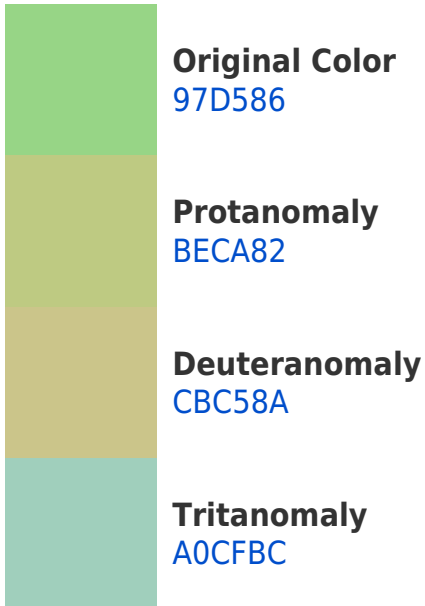 Original Color
97D586
Protanomaly
BECA82
Deuteranomaly
CBC58A
Tritanomaly
A0CFBC